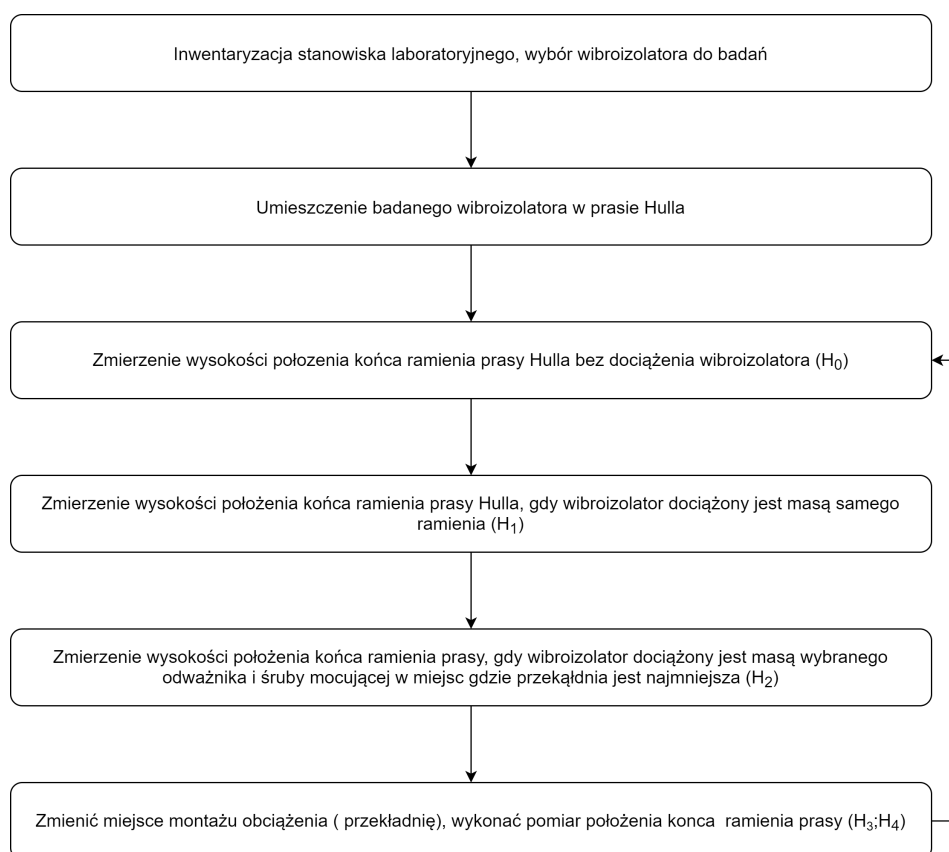 Inwentaryzacja stanowiska laboratoryjnego, wybór wibroizolatora do badań
Umieszczenie badanego wibroizolatora w prasie Hulla
Zmierzenie wysokości połozenia końca ramienia prasy Hulla bez dociążenia wibroizolatora (H₀)
Zmierzenie wysokości położenia końca ramienia prasy Hulla, gdy wibroizolator dociążony jest masą samego
ramienia (H₁)
Zmierzenie wysokości położenia końca ramienia prasy, gdy wibroizolator dociążony jest masą wybranego
odważnika i śruby mocującej w miejsc gdzie przekąłdnia jest najmniejsza (H₂)
Zmienić miejsce montażu obciążenia ( przekładnię), wykonać pomiar położenia konca ramienia prasy (H₃;H₄)